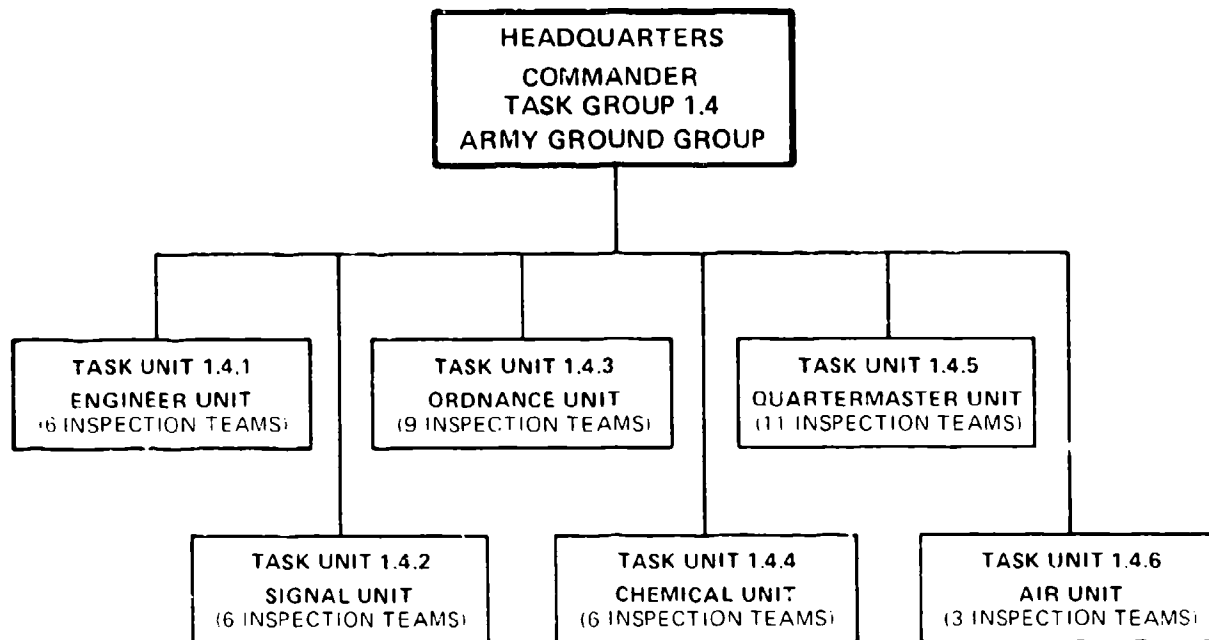 HEADQUARTERS
COMMANDER
TASK GROUP 1.4
ARMY GROUND GROUP
TASK UNIT 1.4.1
ENGINEER UNIT
(6 INSPECTION TEAMS)
TASK UNIT 1.4.3
ORDNANCE UNIT
(9 INSPECTION TEAMS)
TASK UNIT 1.4.5
QUARTERMASTER UNIT
(11 INSPECTION TEAMS)
TASK UNIT 1.4.2
SIGNAL UNIT
(6 INSPECTION TEAMS)
TASK UNIT 1.4.4
CHEMICAL UNIT
(6 INSPECTION TEAMS)
TASK UNIT 1.4.6
AIR UNIT
(3 INSPECTION TEAMS)